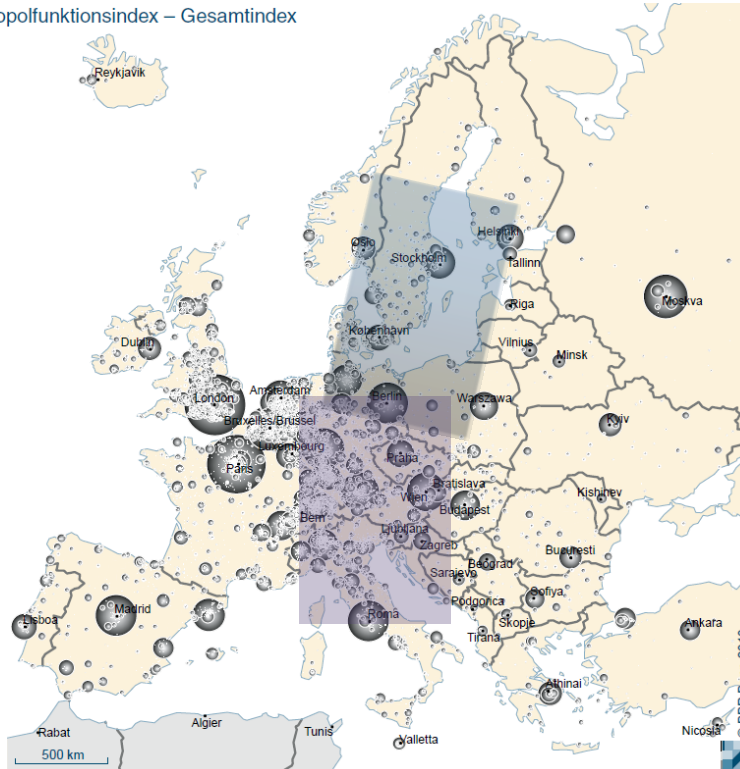 opolfunktionsindex – Gesamtindex
Reykjavik
Oslo
Helsinki
Stockholm
Tallinn
Riga
Moskva
København
Dublin
Vilnius
Minsk
London
Amsterdam
Berlin
Warszawa
Bruxelles/Brussel
Kyiv
Luxembourg
Paris
Praha
Bratislava
Wien
Kishinev
Budapest
Bern
Ljubljana
Zagreb
Bucuresti
Beograd
Sarajevo
Sofiya
Podgorica
Madrid
Lisboa
Roma
Skopje
Ankara
Tirana
Athinai
Algier
Tunis
Rabat
Nicosia
Valletta
500 km